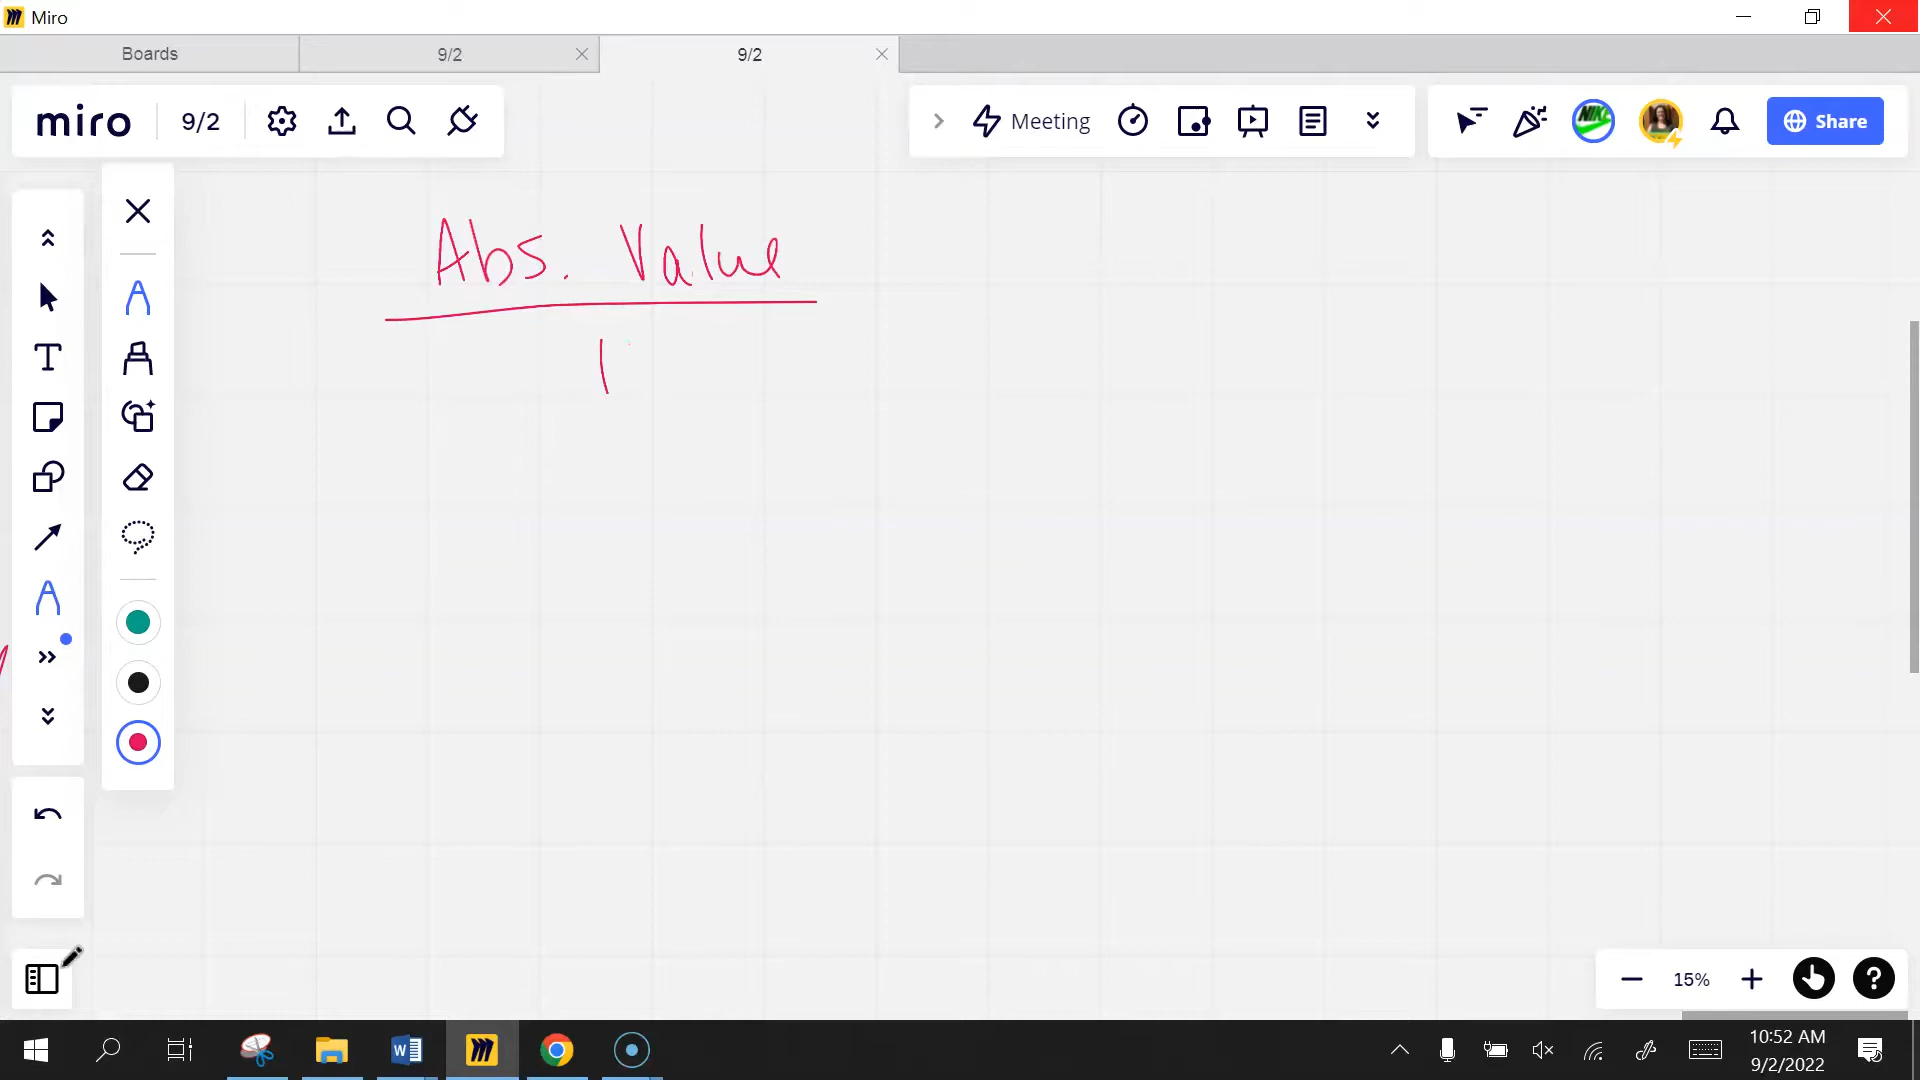 Miro
Boards
9/2
9/2
miro
9/2
Meeting
Share
Abs. Value
|
15%
10:52 AM
9/2/2022